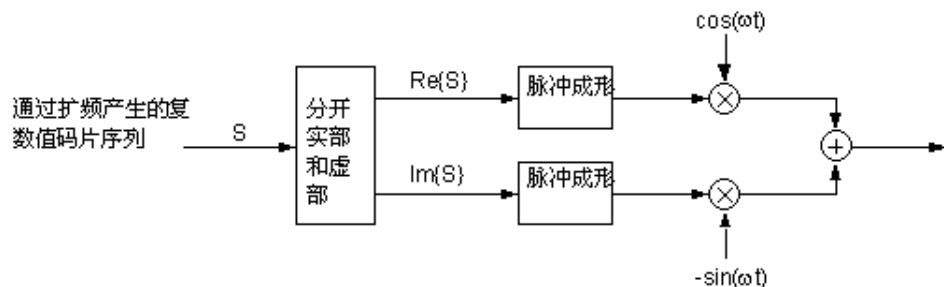 cos(ωt)
通过扩频产生的复
数值码片序列
S
分开
实部
和虚
部
Re{S}
脉冲成形
Im{S}
脉冲成形
-sin(ωt)